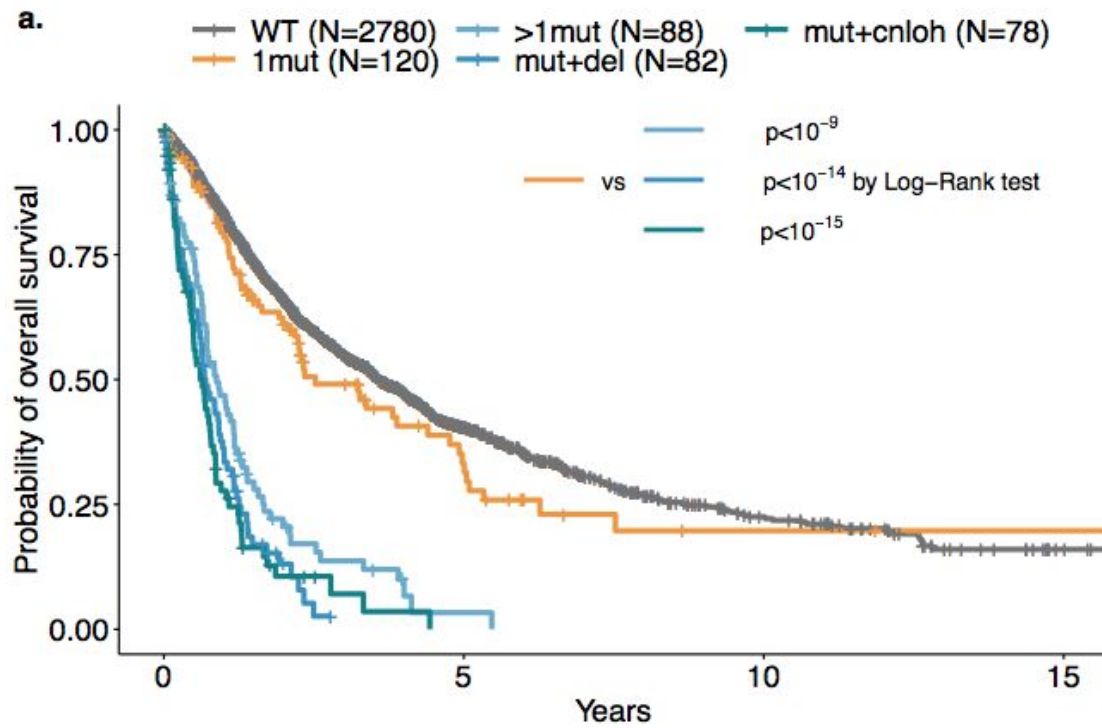 a.
WT (N=2780) >1mut (N=88) mut+cnloh (N=78)
1mut (N=120) mut+del (N=82)
Probability of overall survival
1.00
0.75
0.50
0.25
0.00
p<10⁻⁹
vs p<10⁻¹⁴ by Log-Rank test
p<10⁻¹⁵
0 5 10 15
Years